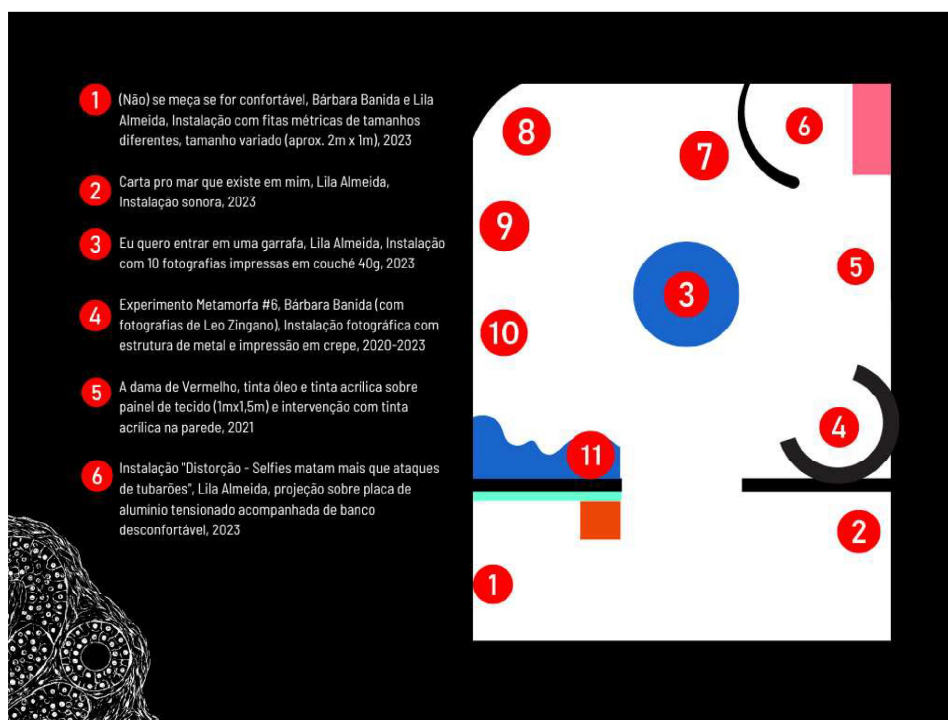 1 (Não) se meça se for confortável, Bárbara Banida e Lila
Almeida, Instalação com fitas métricas de tamanhos
diferentes, tamanho variado (aprox. 2m x 1m), 2023
2 Carta pro mar que existe em mim, Lila Almeida,
Instalação sonora, 2023
3 Eu quero entrar em uma garrafa, Lila Almeida, Instalação
com 10 fotografias impressas em couché 40g, 2023
4 Experimento Metamorfa #6, Bárbara Banida (com
fotografias de Leo Zingano), Instalação fotográfica com
estrutura de metal e impressão em crepe, 2020-2023
5 A dama de Vermelho, tinta óleo e tinta acrílica sobre
painel de tecido (1mx1,5m) e intervenção com tinta
acrílica na parede, 2021
6 Instalação "Distorção - Selfies matam mais que ataques
de tubarões", Lila Almeida, projeção sobre placa de
alumínio tensionado acompanhada de banco
desconfortável, 2023
8
7
6
9
5
3
10
4
11
2
1